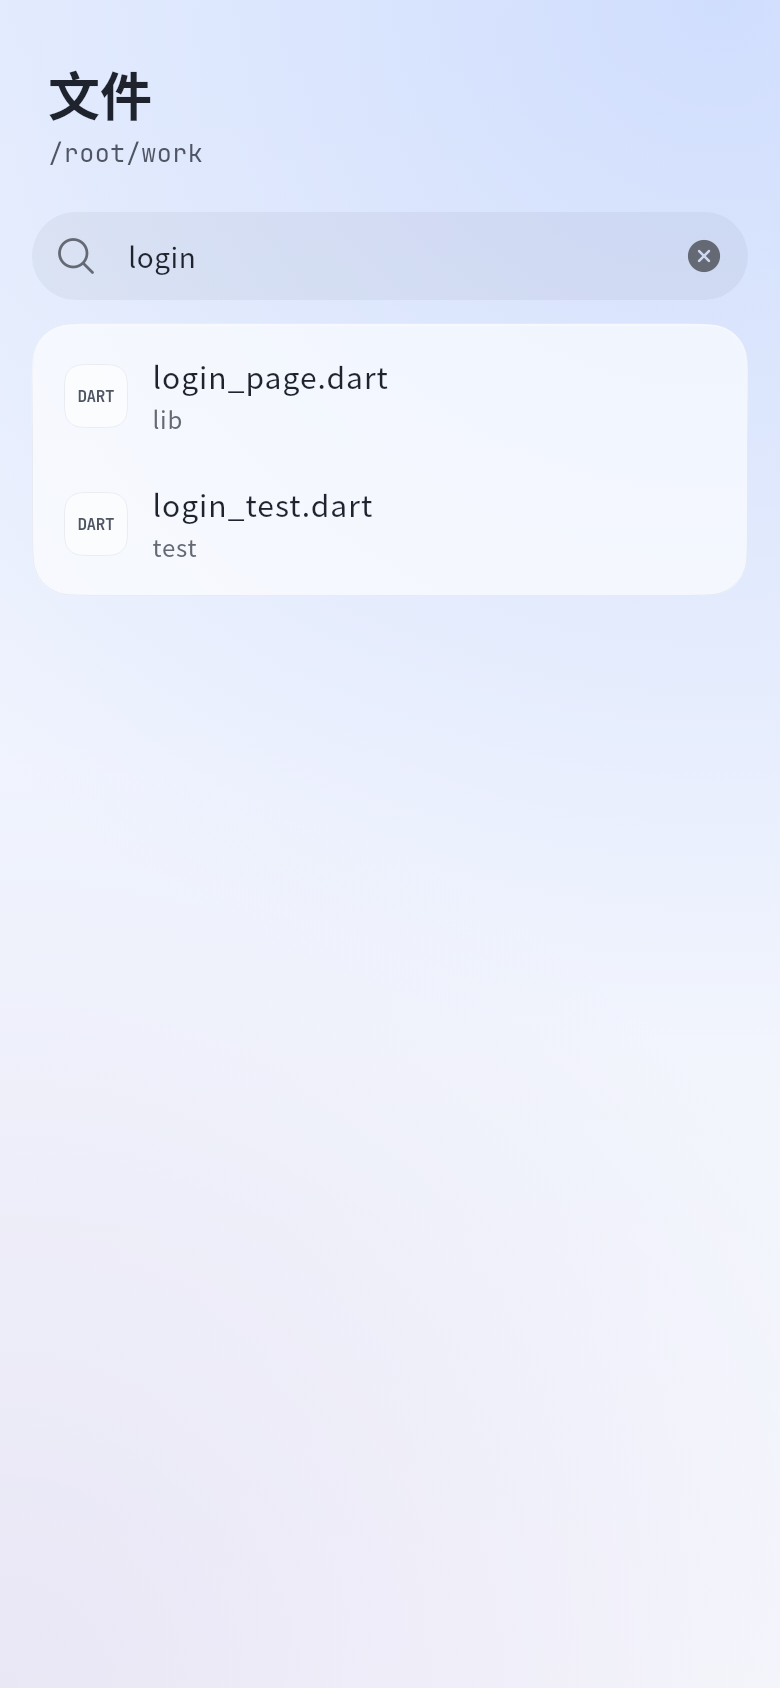 文件
/root/work
login
DART
login_page.dart
lib
DART
login_test.dart
test